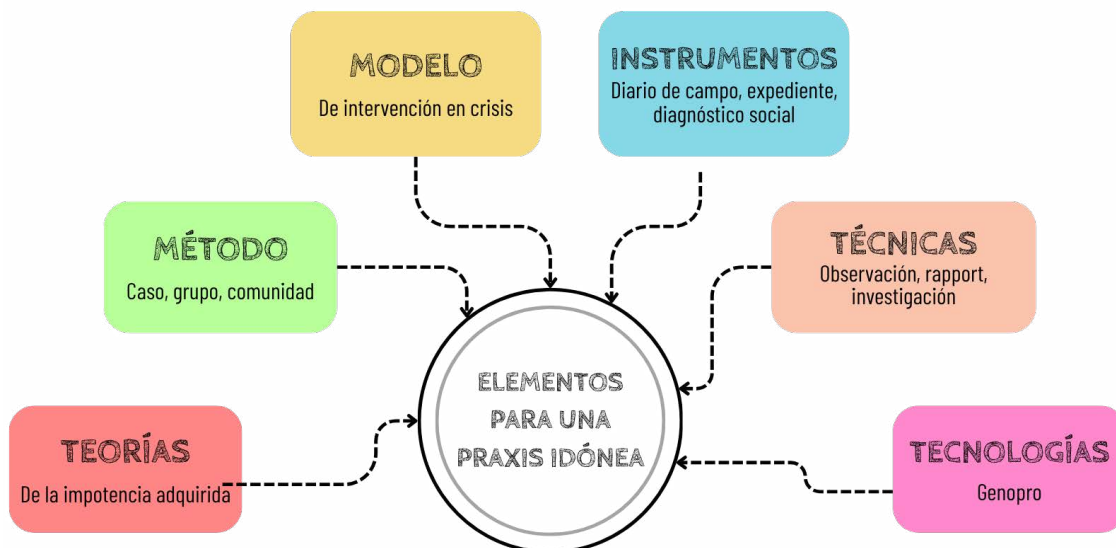 MODELO
De intervención en crisis
INSTRUMENTOS
Diario de campo, expediente,
diagnóstico social
MÉTODO
Caso, grupo, comunidad
TÉCNICAS
Observación, rapport,
investigación
ELEMENTOS
PARA UNA
PRAXIS IDÓNEA
TEORÍAS
De la impotencia adquirida
TECNOLOGÍAS
Genopro